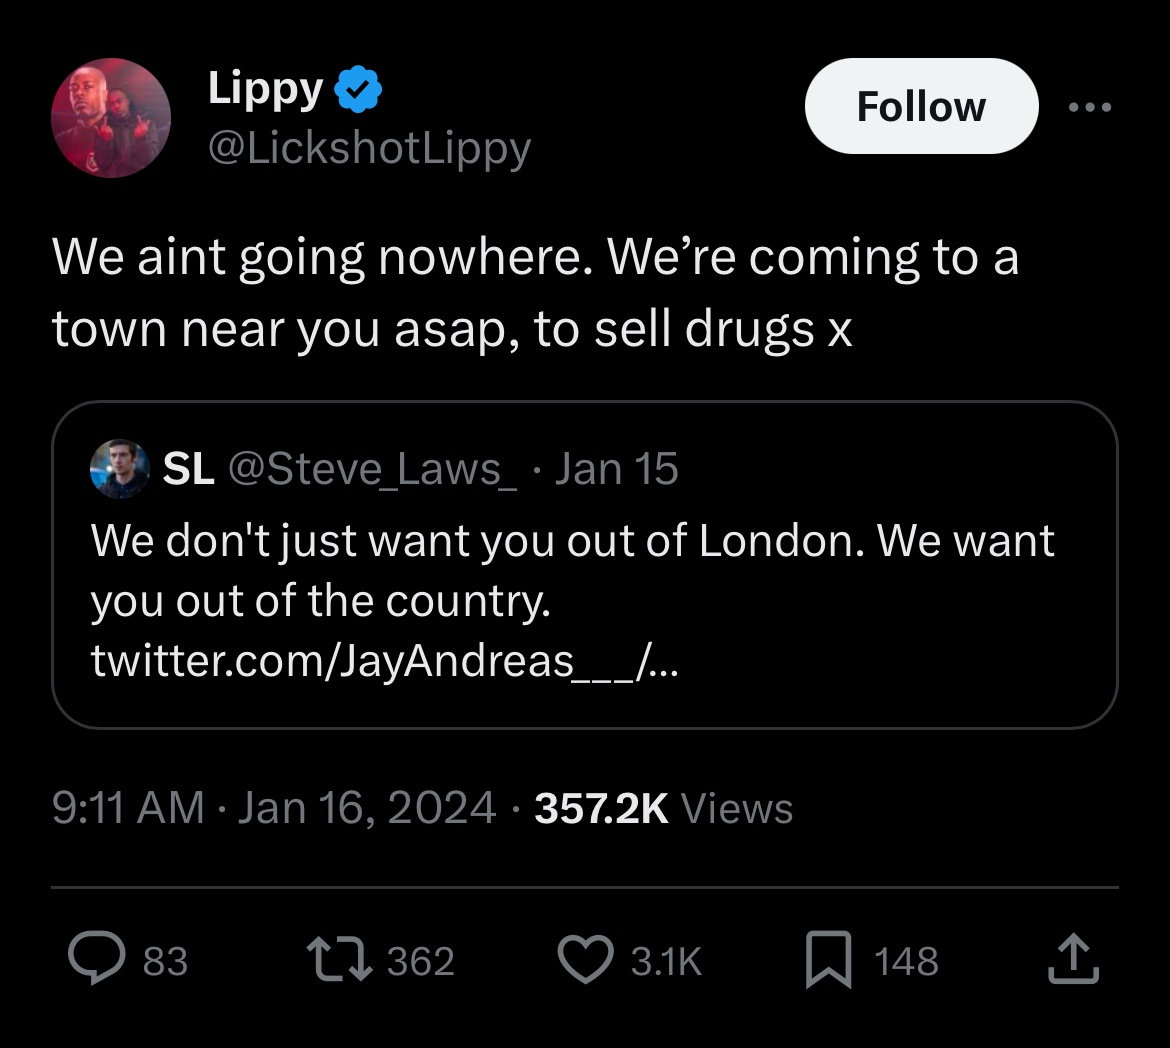 Lippy
@LickshotLippy
Follow
We aint going nowhere. We’re coming to a
town near you asap, to sell drugs x
SL @Steve_Laws_ · Jan 15
We don't just want you out of London. We want
you out of the country.
twitter.com/JayAndreas___/...
9:11 AM · Jan 16, 2024 · 357.2K Views
83 362 3.1K 148